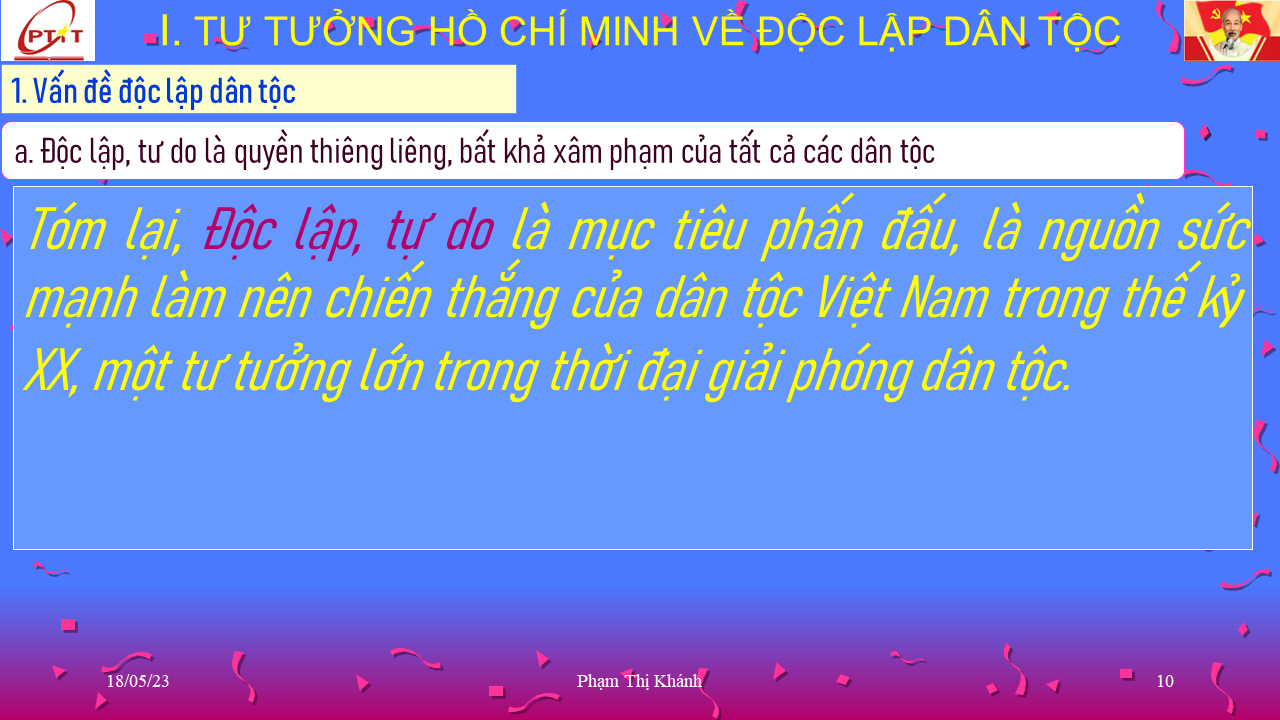 PTIT
I. TƯ TƯỞNG HỒ CHÍ MINH VỀ ĐỘC LẬP DÂN TỘC
1. Vấn đề độc lập dân tộc
a. Độc lập, tư do là quyền thiêng liêng, bất khả xâm phạm của tất cả các dân tộc
Tóm lại, Độc lập, tự do là mục tiêu phấn đấu, là nguồn sức
mạnh làm nên chiến thắng của dân tộc Việt Nam trong thế kỷ
XX, một tư tưởng lớn trong thời đại giải phóng dân tộc.
18/05/23
Phạm Thị Khánh
10